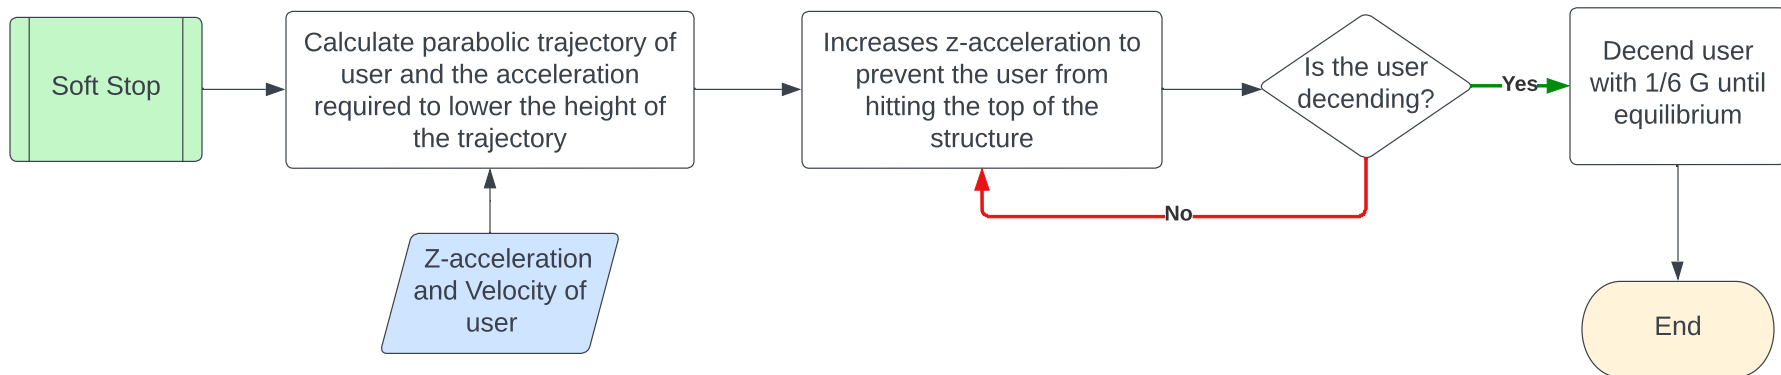 Soft Stop
Calculate parabolic trajectory of
user and the acceleration
required to lower the height of
the trajectory
Z-acceleration
and Velocity of
user
Increases z-acceleration to
prevent the user from
hitting the top of the
structure
Is the user
decending?
Yes
No
Decend user
with 1/6 G until
equilibrium
End